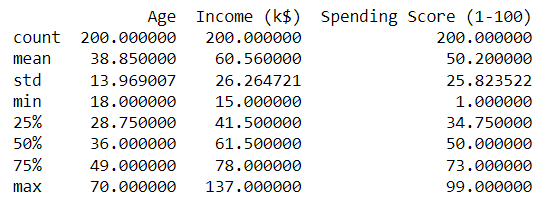 Age Income (k$) Spending Score (1-100)
count 200.000000 200.000000 200.000000
mean 38.850000 60.560000 50.200000
std 13.969007 26.264721 25.823522
min 18.000000 15.000000 1.000000
25% 28.750000 41.500000 34.750000
50% 36.000000 61.500000 50.000000
75% 49.000000 78.000000 73.000000
max 70.000000 137.000000 99.000000